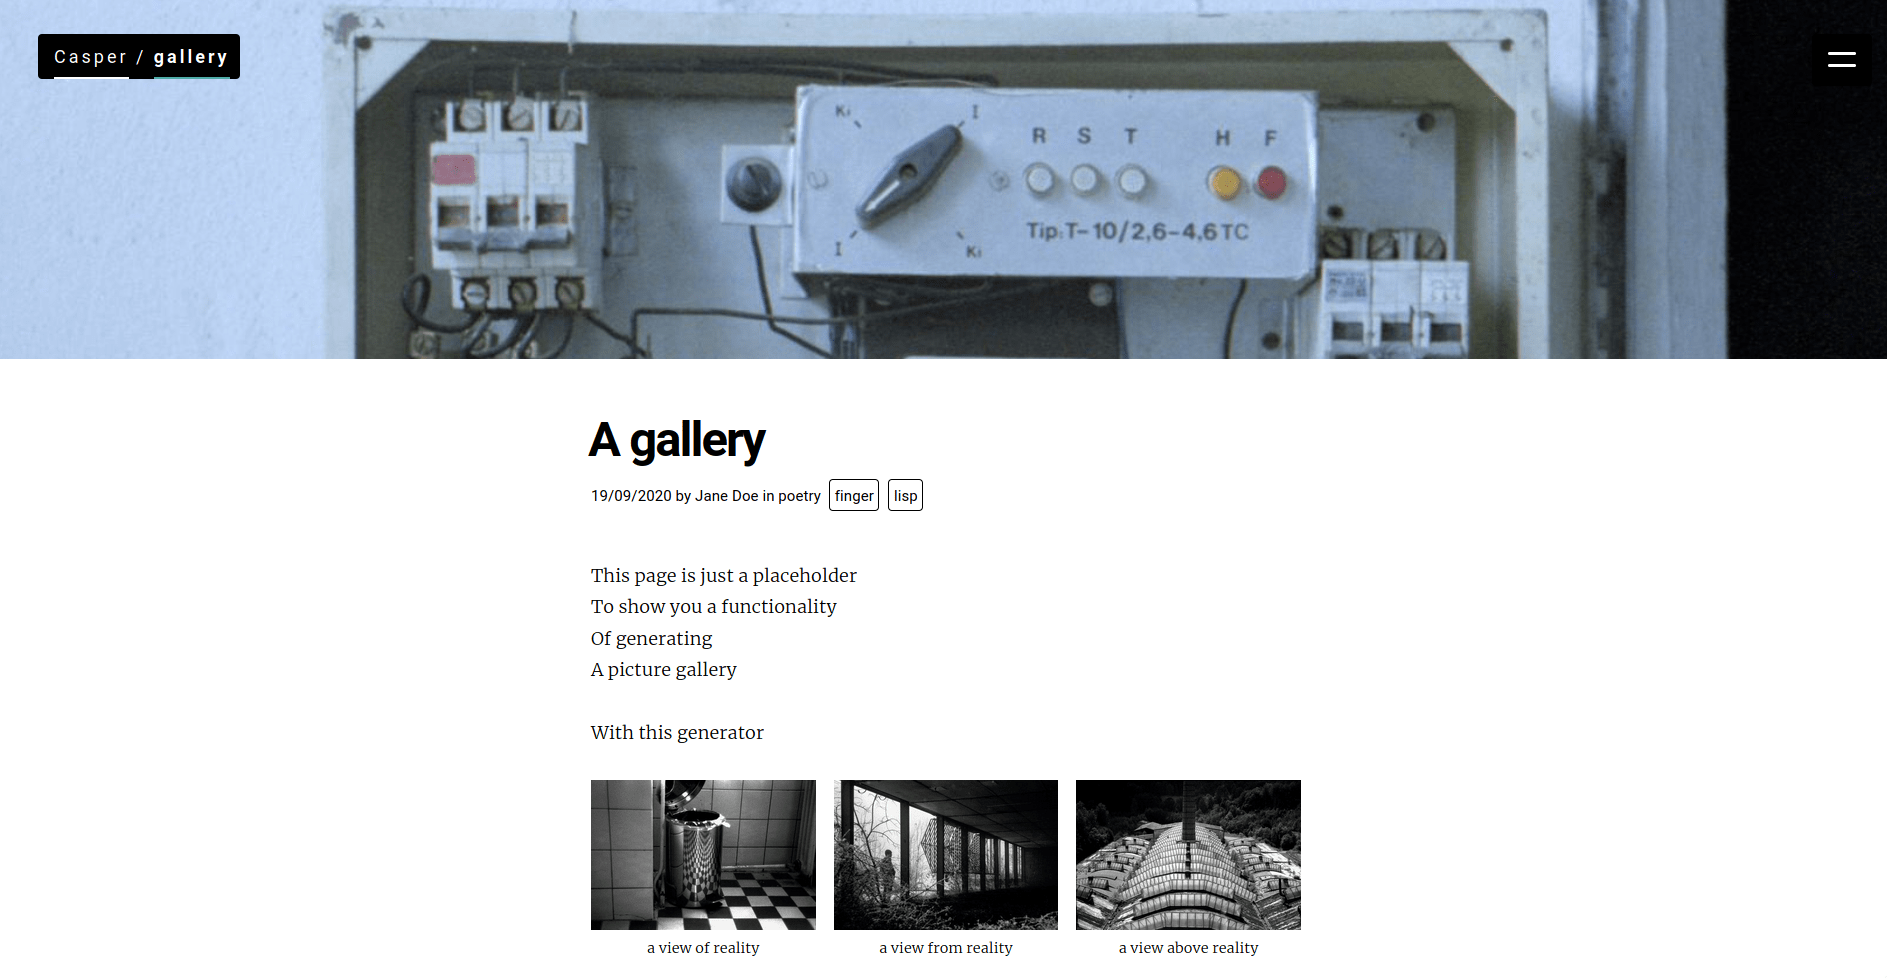 Casper / gallery
Ki I
R S T H F
Tip:T-10/2,6-4,6TC
I Ki
A gallery
19/09/2020 by Jane Doe in poetry finger lisp
This page is just a placeholder
To show you a functionality
Of generating
A picture gallery
With this generator
a view of reality a view from reality a view above reality